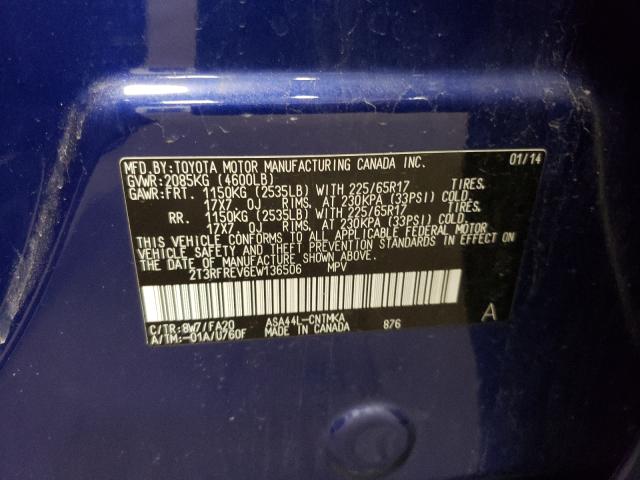 MFD.BY:TOYOTA MOTOR MANUFACTURING CANADA INC. 01/14
GVWR:2085KG (4600LB)
GAWR:FRT. 1150KG (2535LB) WITH 225/65R17 TIRES,
17X7.0J RIMS, AT 230KPA (33PSI) COLD.
RR. 1150KG (2535LB) WITH 225/65R17 TIRES,
17X7.0J RIMS, AT 230KPA (33PSI) COLD.
THIS VEHICLE CONFORMS TO ALL APPLICABLE FEDERAL MOTOR
VEHICLE SAFETY AND THEFT PREVENTION STANDARDS IN EFFECT ON
THE DATE OF MANUFACTURE SHOWN ABOVE.
2T3RFREV6EW136506 MPV
C/TR:8W7/FA20 ASA44L-CNTMKA A
A/TM:-01A/U760F MADE IN CANADA 876